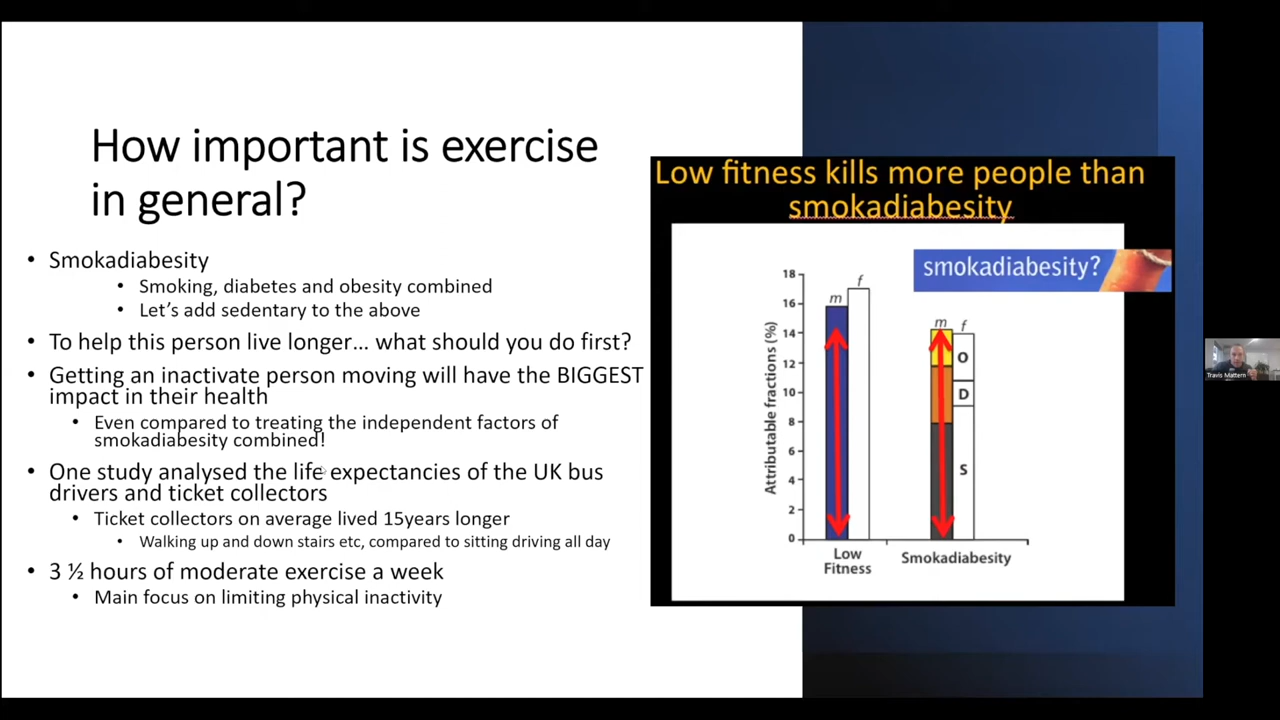 How important is exercise
in general?
• Smokadiabesity
• Smoking, diabetes and obesity combined
• Let's add sedentary to the above
• To help this person live longer... what should you do first?
• Getting an inactivate person moving will have the BIGGEST
impact in their health
• Even compared to treating the independent factors of
smokadiabesity combined!
• One study analysed the life expectancies of the UK bus
drivers and ticket collectors
• Ticket collectors on average lived 15years longer
• Walking up and down stairs etc, compared to sitting driving all day
• 3 ½ hours of moderate exercise a week
• Main focus on limiting physical inactivity
Low fitness kills more people than
smokadiabesity
smokadiabesity?
Attributable fractions (%)
18
16
14
12
10
8
6
4
2
0
m
f
m
f
O
D
S
Low
Fitness
Smokadiabesity
Travis Mattern